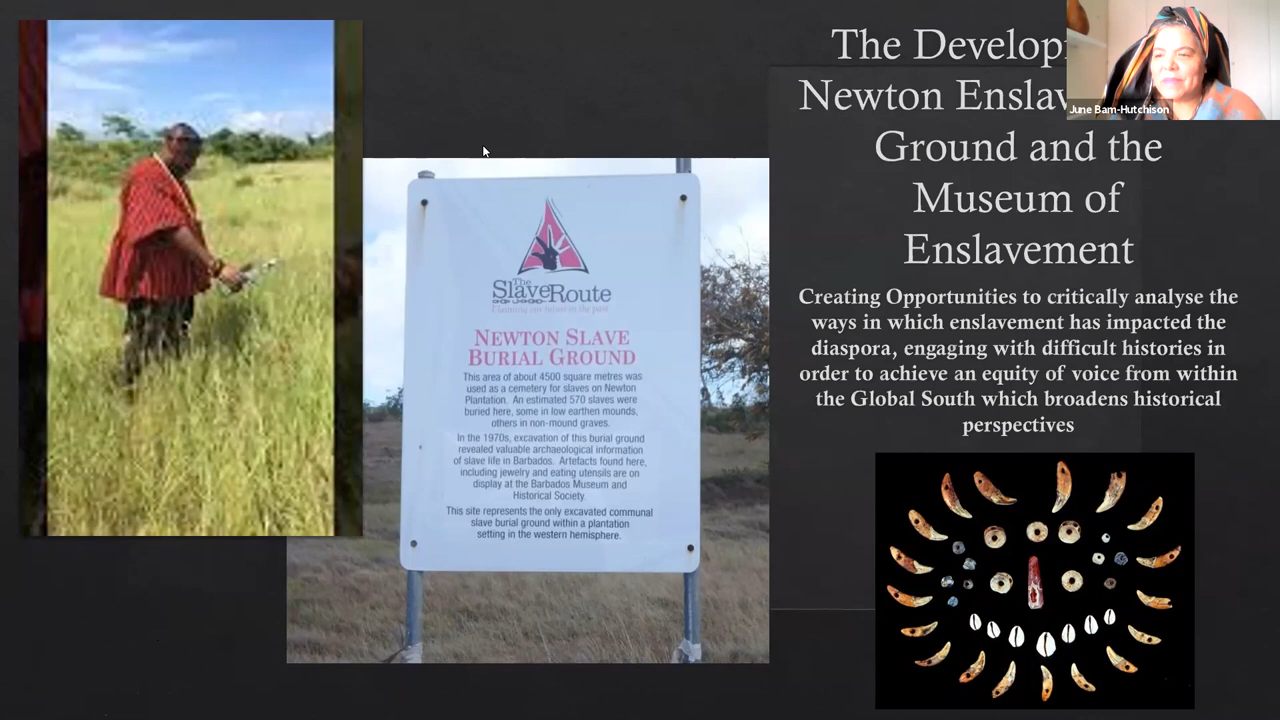 The Develop
Newton Enslav
Ground and the
Museum of
Enslavement
June Bam-Hutchison
Creating Opportunities to critically analyse the
ways in which enslavement has impacted the
diaspora, engaging with difficult histories in
order to achieve an equity of voice from within
the Global South which broadens historical
perspectives
The
SlaveRoute
NEWTON SLAVE
BURIAL GROUND
This area of about 4500 square metres was
used as a cemetery for slaves on Newton
Plantation. An estimated 570 slaves were
buried here, some in low earthen mounds,
others in non-mound graves.
In the 1970s, excavation of this burial ground
revealed valuable archaeological information
of slave life in Barbados. Artefacts found here,
including jewelry and eating utensils are on
display at the Barbados Museum and
Historical Society.
This site represents the only excavated communal
slave burial ground within a plantation
setting in the western hemisphere.